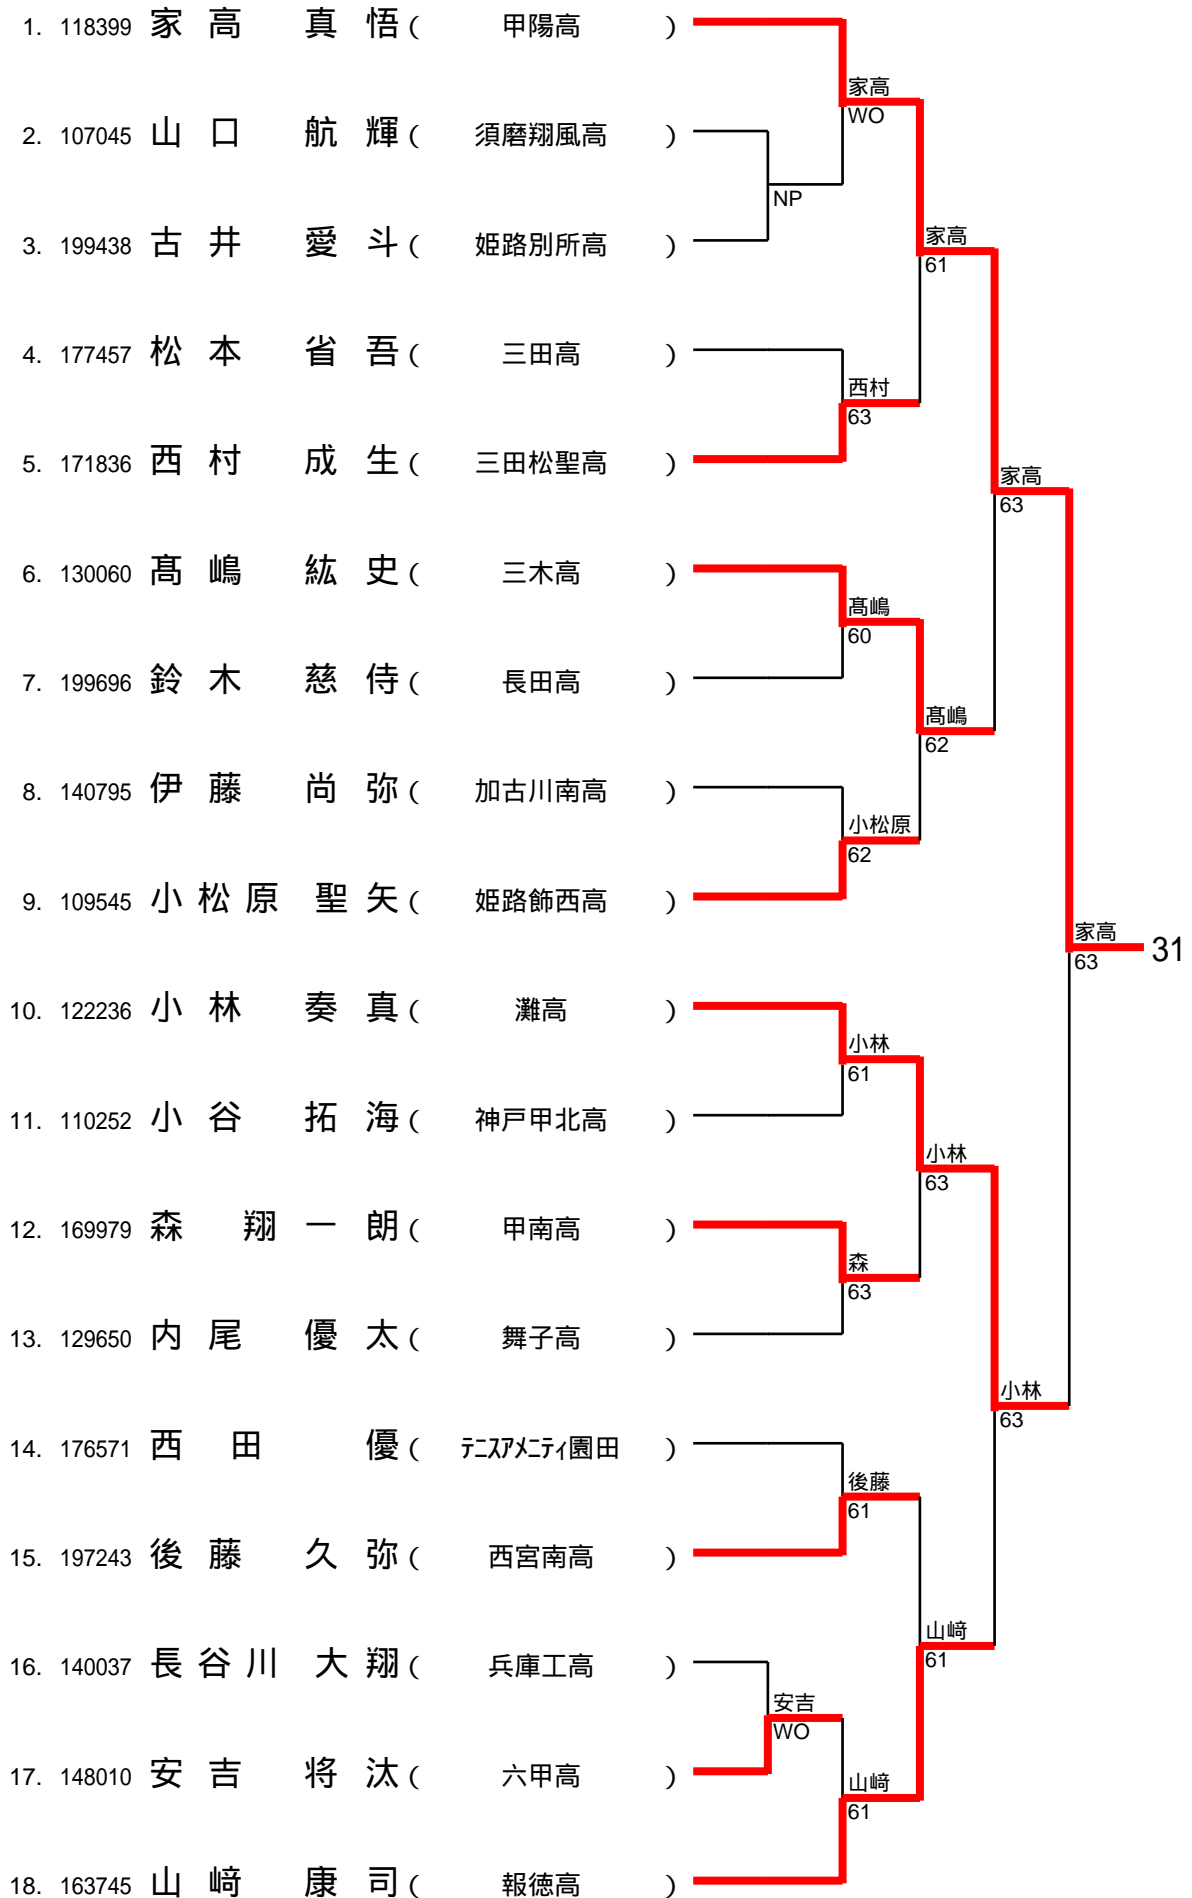 1. 118399 家高 真悟 ( 甲陽高 )
家高
WO
2. 107045 山口 航輝 ( 須磨翔風高 )
NP
3. 199438 古井 愛斗 ( 姫路別所高 )
家高
61
4. 177457 松本 省吾 ( 三田高 )
西村
63
5. 171836 西村 成生 ( 三田松聖高 )
家高
63
6. 130060 髙嶋 紘史 ( 三木高 )
髙嶋
60
7. 199696 鈴木 慈侍 ( 長田高 )
髙嶋
62
8. 140795 伊藤 尚弥 ( 加古川南高 )
小松原
62
9. 109545 小松原 聖矢 ( 姫路飾西高 )
家高
63
31
10. 122236 小林 奏真 ( 灘高 )
小林
61
11. 110252 小谷 拓海 ( 神戸甲北高 )
小林
63
12. 169979 森 翔一朗 ( 甲南高 )
森
63
13. 129650 内尾 優太 ( 舞子高 )
小林
63
14. 176571 西田 優 ( テニスアメニティ園田 )
後藤
61
15. 197243 後藤 久弥 ( 西宮南高 )
山﨑
61
16. 140037 長谷川 大翔 ( 兵庫工高 )
安吉
WO
17. 148010 安吉 将汰 ( 六甲高 )
山﨑
61
18. 163745 山﨑 康司 ( 報徳高 )